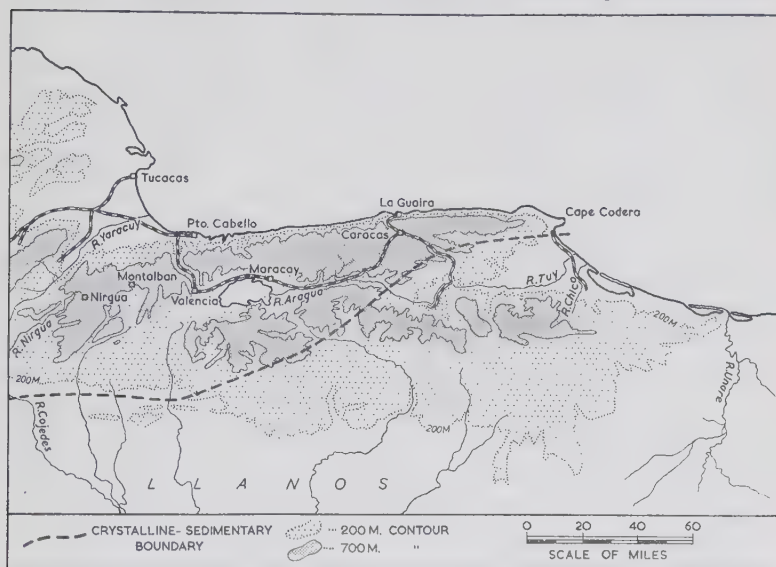 Tucacas
La Guaira
Cape Codera
R.Yaracuy
Pto. Cabello
Caracas
Montalban
Maracay
R.Tuy
Nirgua
Valencia
R.Aragua
R.Chico
200M.
R.Nirgua
200M.
R.Unare
R.Cojedes
200M.
LLANOS
CRYSTALLINE-SEDIMENTARY
BOUNDARY
... 200 M. CONTOUR
... 700 M. "
0 20 40 60
SCALE OF MILES